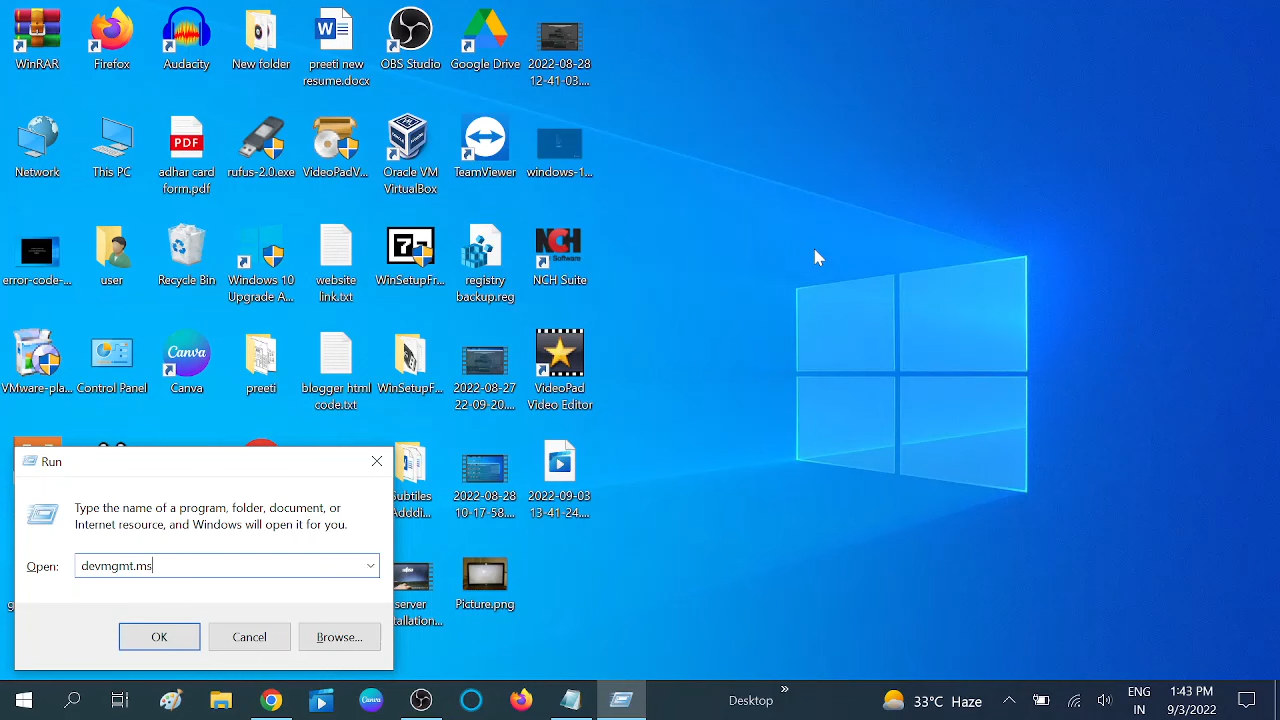 WinRAR
Firefox
Audacity
New folder
preeti new
resume.docx
OBS Studio
Google Drive
2022-08-28
12-41-03....
Network
This PC
PDF
adhar card
form.pdf
rufus-2.0.exe
VideoPadV...
Oracle VM
VirtualBox
TeamViewer
windows-1...
error-code-...
user
Recycle Bin
Windows 10
Upgrade A...
website
link.txt
WinSetupFr...
registry
backup.reg
NCH
Software
NCH Suite
VMware-pla...
Control Panel
Canva
Canva
preeti
blogger html
code.txt
WinSetupF...
2022-08-27
22-09-20....
VideoPad
Video Editor
Run
Type the name of a program, folder, document, or
Internet resource, and Windows will open it for you.
Open:
devmgmt.ms
OK
Cancel
Browse...
Subtiles
Adddi...
2022-08-28
10-17-58....
2022-09-03
13-41-24....
server
Picture.png
Canva
Desktop
33°C Haze
ENG
IN
1:43 PM
9/3/2022